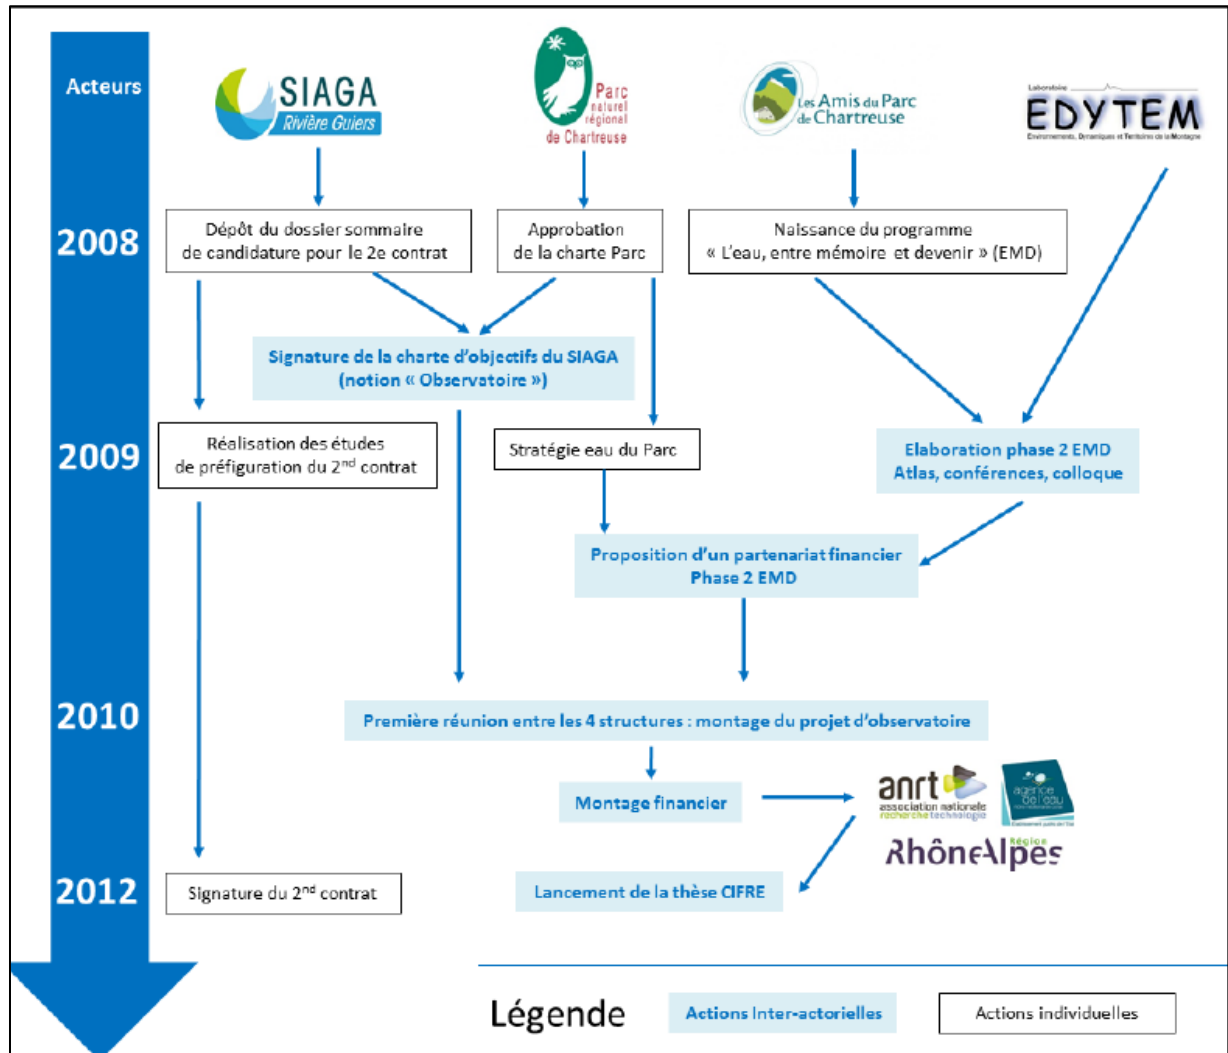 Acteurs
SIAGA
Rivière Guiers
Parc
naturel
régional
de Chartreuse
Les Amis du Parc
de Chartreuse
Laboratoire
EDYTEM
Environnements, Dynamiques et Territoires de la Montagne
2008
Dépôt du dossier sommaire
de candidature pour le 2e contrat
Approbation
de la charte Parc
Naissance du programme
« L'eau, entre mémoire et devenir » (EMD)
Signature de la charte d'objectifs du SIAGA
(notion « Observatoire »)
2009
Réalisation des études
de préfiguration du 2nd contrat
Stratégie eau du Parc
Elaboration phase 2 EMD
Atlas, conférences, colloque
Proposition d'un partenariat financier
Phase 2 EMD
2010
Première réunion entre les 4 structures : montage du projet d'observatoire
Montage financier
anrt
association nationale
recherche technologie
agence
de l'eau
Région
RhôneAlpes
2012
Signature du 2nd contrat
Lancement de la thèse CIFRE
Légende
Actions Inter-actorielles
Actions individuelles